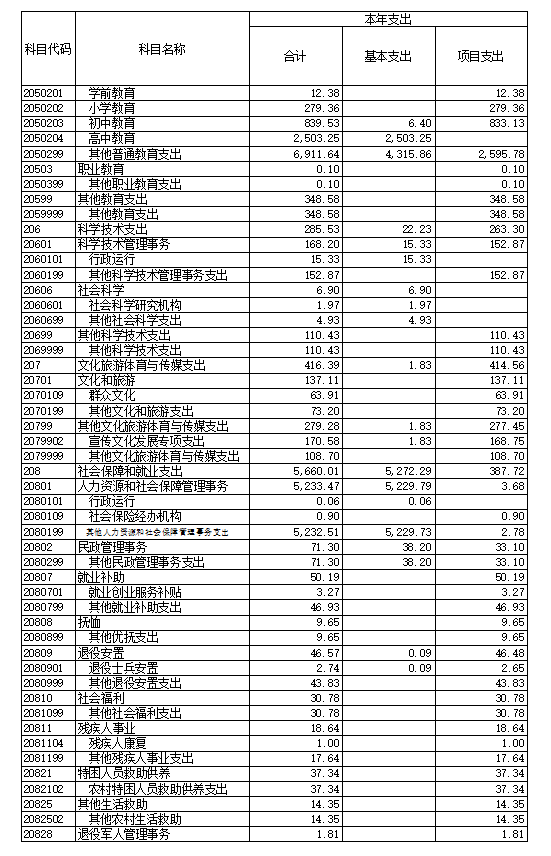 科目代码 科目名称 本年支出
合计 基本支出 项目支出
2050201 学前教育 12.38 12.38
2050202 小学教育 279.36 279.36
2050203 初中教育 839.53 6.40 833.13
2050204 高中教育 2,503.25 2,503.25
2050299 其他普通教育支出 6,911.64 4,315.86 2,595.78
20503 职业教育 0.10 0.10
2050399 其他职业教育支出 0.10 0.10
20599 其他教育支出 348.58 348.58
2059999 其他教育支出 348.58 348.58
206 科学技术支出 285.53 22.23 263.30
20601 科学技术管理事务 168.20 15.33 152.87
2060101 行政运行 15.33 15.33
2060199 其他科学技术管理事务支出 152.87 152.87
20606 社会科学 6.90 6.90
2060601 社会科学研究机构 1.97 1.97
2060699 其他社会科学支出 4.93 4.93
20699 其他科学技术支出 110.43 110.43
2069999 其他科学技术支出 110.43 110.43
207 文化旅游体育与传媒支出 416.39 1.83 414.56
20701 文化和旅游 137.11 137.11
2070109 群众文化 63.91 63.91
2070199 其他文化和旅游支出 73.20 73.20
20799 其他文化旅游体育与传媒支出 279.28 1.83 277.45
2079902 宣传文化发展专项支出 170.58 1.83 168.75
2079999 其他文化旅游体育与传媒支出 108.70 108.70
208 社会保障和就业支出 5,660.01 5,272.29 387.72
20801 人力资源和社会保障管理事务 5,233.47 5,229.79 3.68
2080101 行政运行 0.06 0.06
2080109 社会保险经办机构 0.90 0.90
2080199 其他人力资源和社会保障管理事务支出 5,232.51 5,229.73 2.78
20802 民政管理事务 71.30 38.20 33.10
2080299 其他民政管理事务支出 71.30 38.20 33.10
20807 就业补助 50.19 50.19
2080701 就业创业服务补贴 3.27 3.27
2080799 其他就业补助支出 46.93 46.93
20808 抚恤 9.65 9.65
2080899 其他优抚支出 9.65 9.65
20809 退役安置 46.57 0.09 46.48
2080901 退役士兵安置 2.74 0.09 2.65
2080999 其他退役安置支出 43.83 43.83
20810 社会福利 30.78 30.78
2081099 其他社会福利支出 30.78 30.78
20811 残疾人事业 18.64 18.64
2081104 残疾人康复 1.00 1.00
2081199 其他残疾人事业支出 17.64 17.64
20821 特困人员救助供养 37.34 37.34
2082102 农村特困人员救助供养支出 37.34 37.34
20825 其他生活救助 14.35 14.35
2082502 其他农村生活救助 14.35 14.35
20828 退役军人管理事务 1.81 1.81